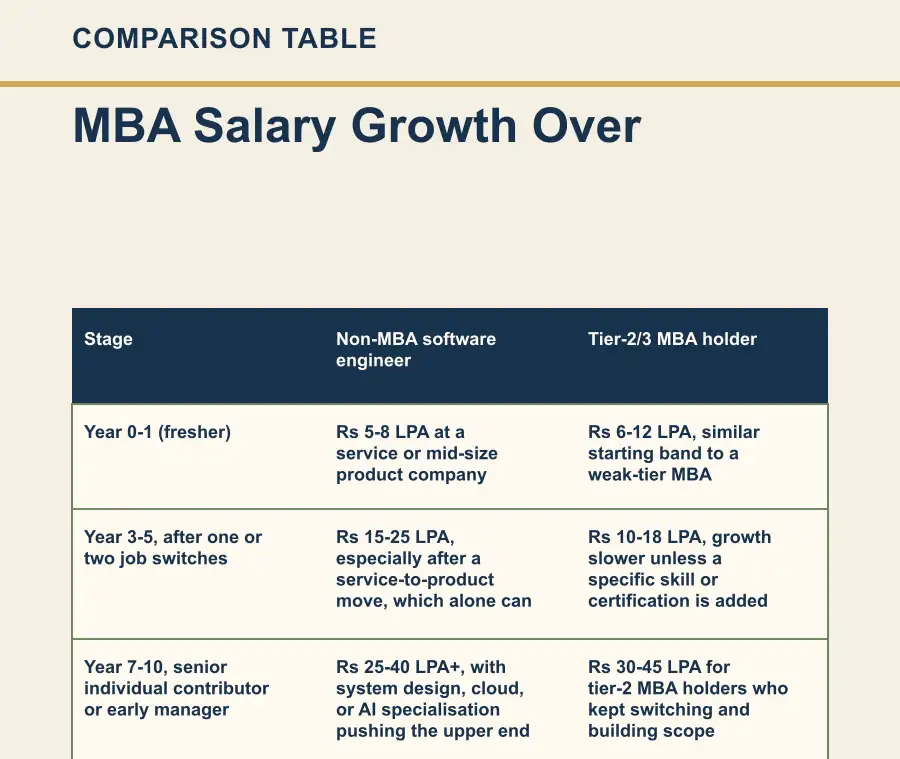 COMPARISON TABLE
MBA Salary Growth Over
Stage
Non-MBA software
engineer
Tier-2/3 MBA holder
Year 0-1 (fresher)
Rs 5-8 LPA at a
service or mid-size
product company
Rs 6-12 LPA, similar
starting band to a
weak-tier MBA
Year 3-5, after one or
two job switches
Rs 15-25 LPA,
especially after a
service-to-product
move, which alone can
Rs 10-18 LPA, growth
slower unless a
specific skill or
certification is added
Year 7-10, senior
individual contributor
or early manager
Rs 25-40 LPA+, with
system design, cloud,
or AI specialisation
pushing the upper end
Rs 30-45 LPA for
tier-2 MBA holders who
kept switching and
building scope